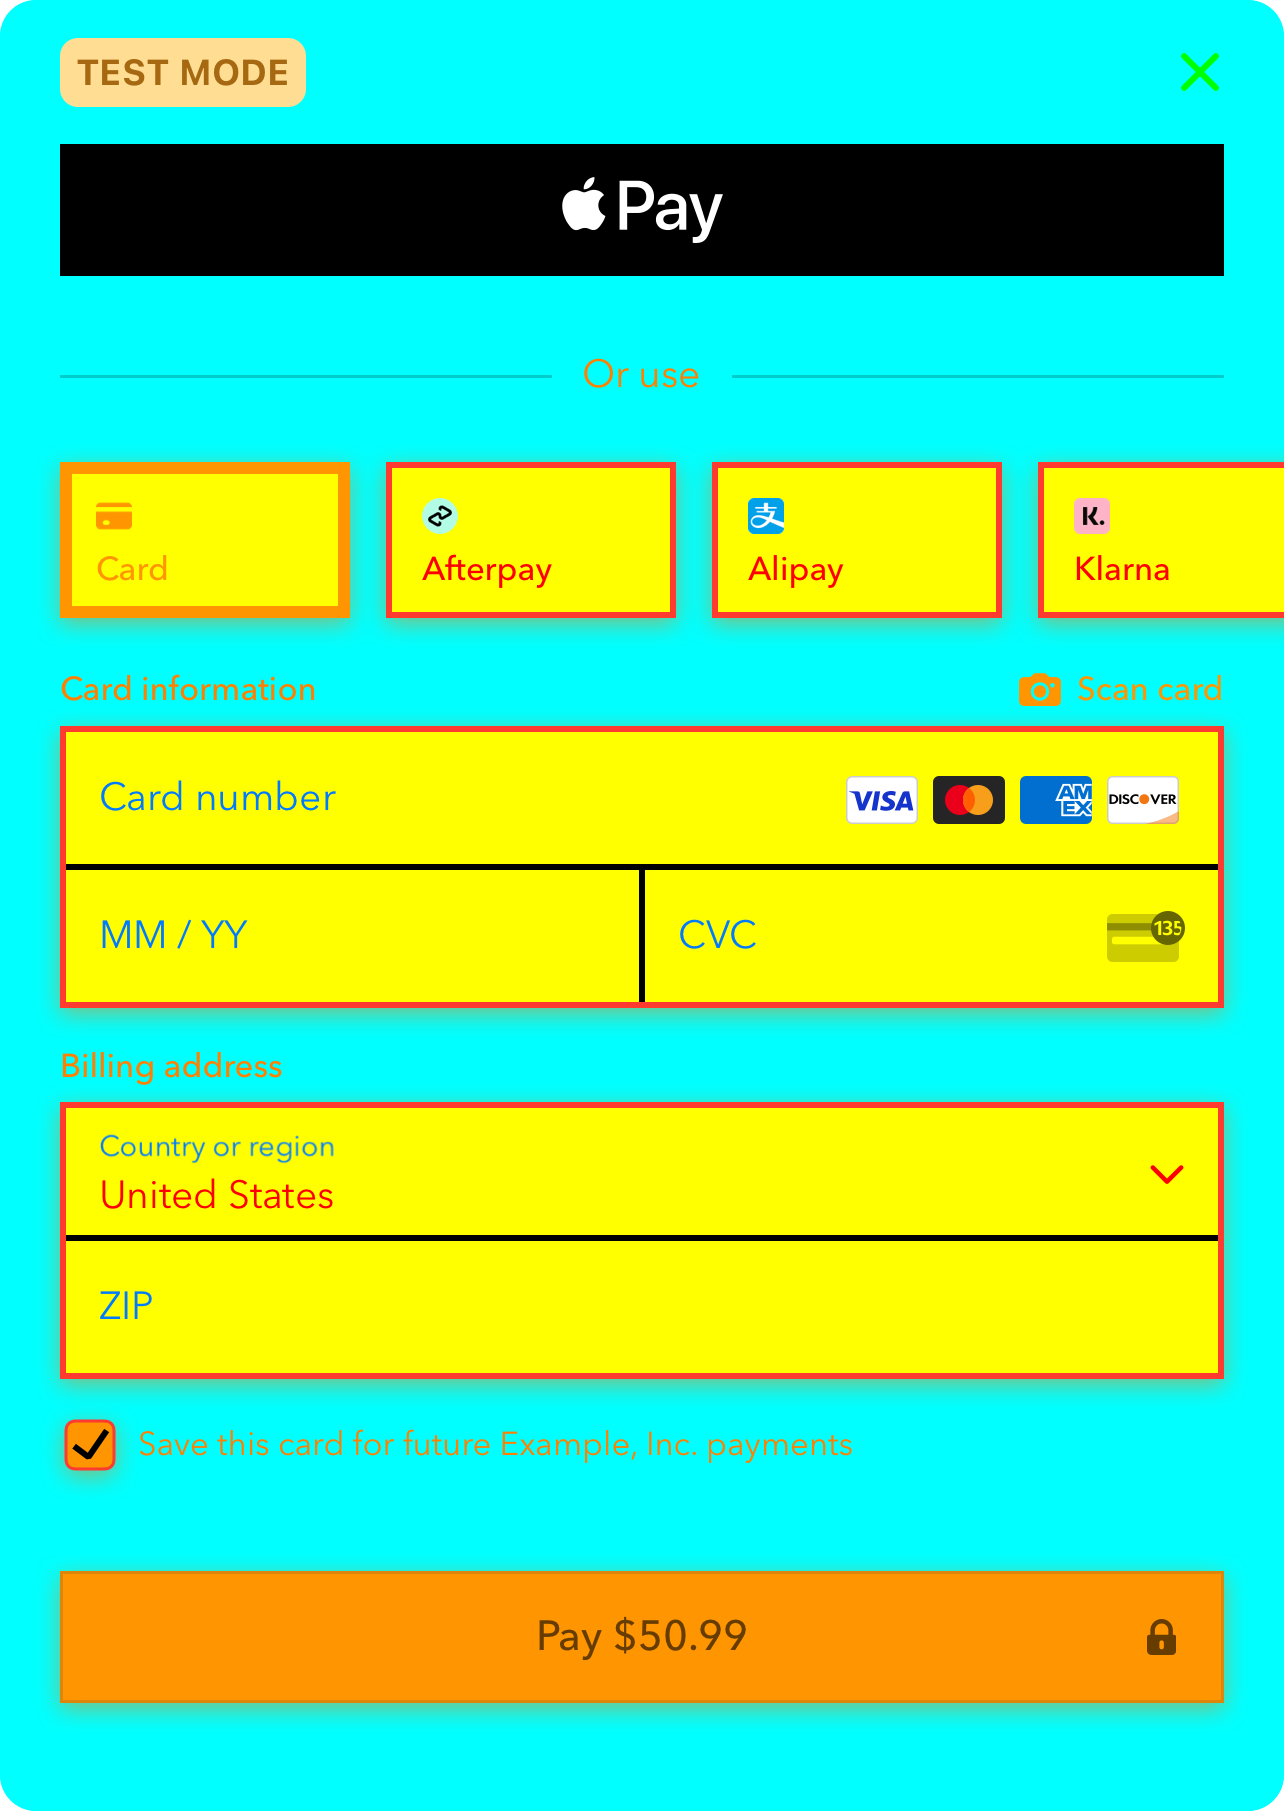 TEST MODE
Pay
Or use
Card
Afterpay
支
Alipay
K.
Klarna
Card information
Scan card
Card number
VISA
AM
EX
DISCOVER
MM / YY
CVC
135
Billing address
Country or region
United States
ZIP
Save this card for future Example, Inc. payments
Pay $50.99